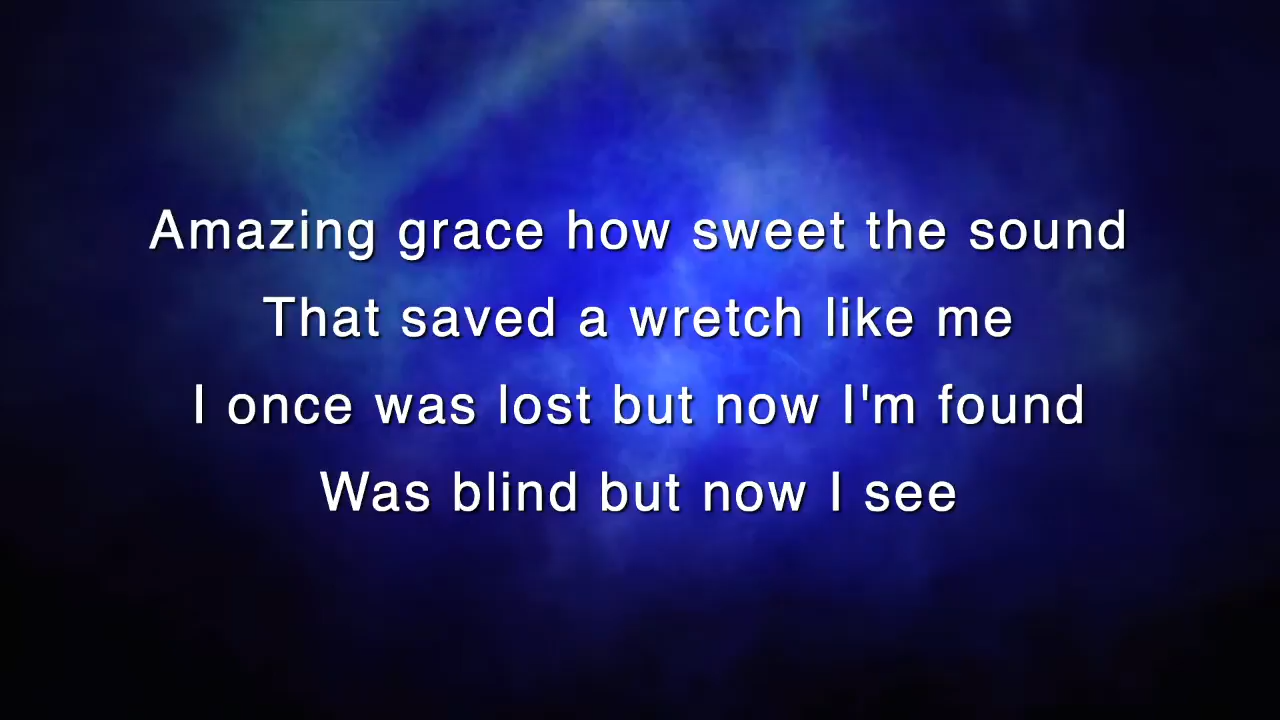 Amazing grace how sweet the sound
That saved a wretch like me
I once was lost but now I'm found
Was blind but now I see